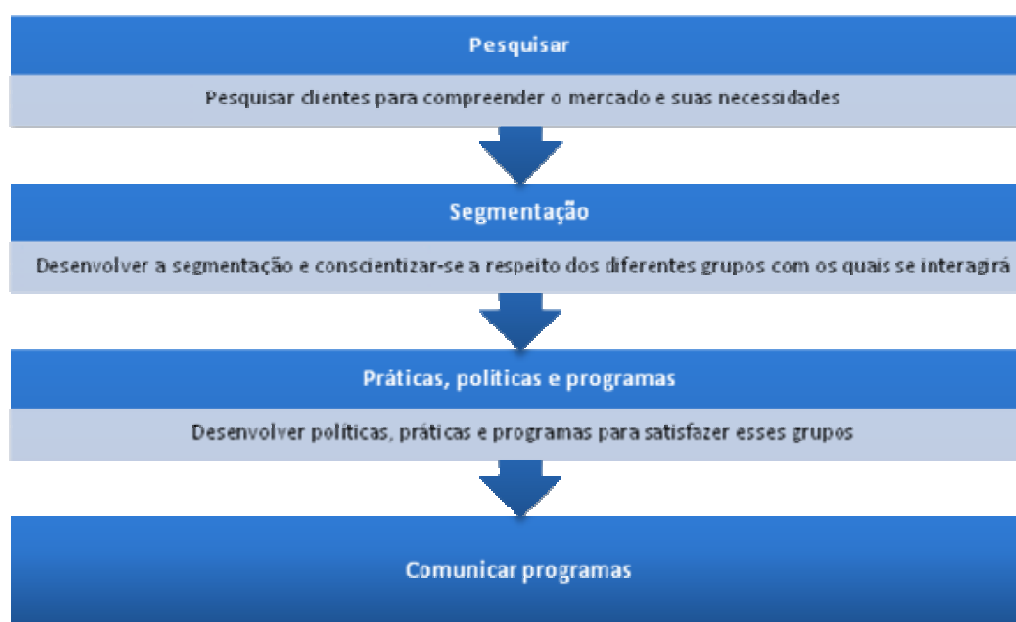 Pesquisar
Pesquisar clientes para compreender o mercado e suas necessidades
Segmentação
Desenvolver a segmentação e conscientizar-se a respeito dos diferentes grupos com os quais se interagirá
Práticas, políticas e programas
Desenvolver políticas, práticas e programas para satisfazer esses grupos
Comunicar programas